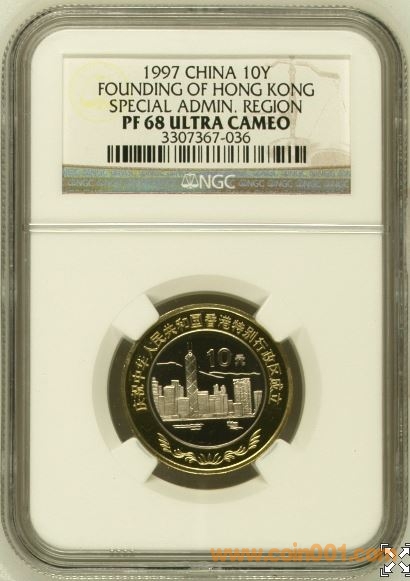 1997 CHINA 10Y
FOUNDING OF HONG KONG
SPECIAL ADMIN. REGION
PF 68 ULTRA CAMEO
3307367-036
NGC
庆祝中华人民共和国香港特别行政区成立
10元
www.coin001.com